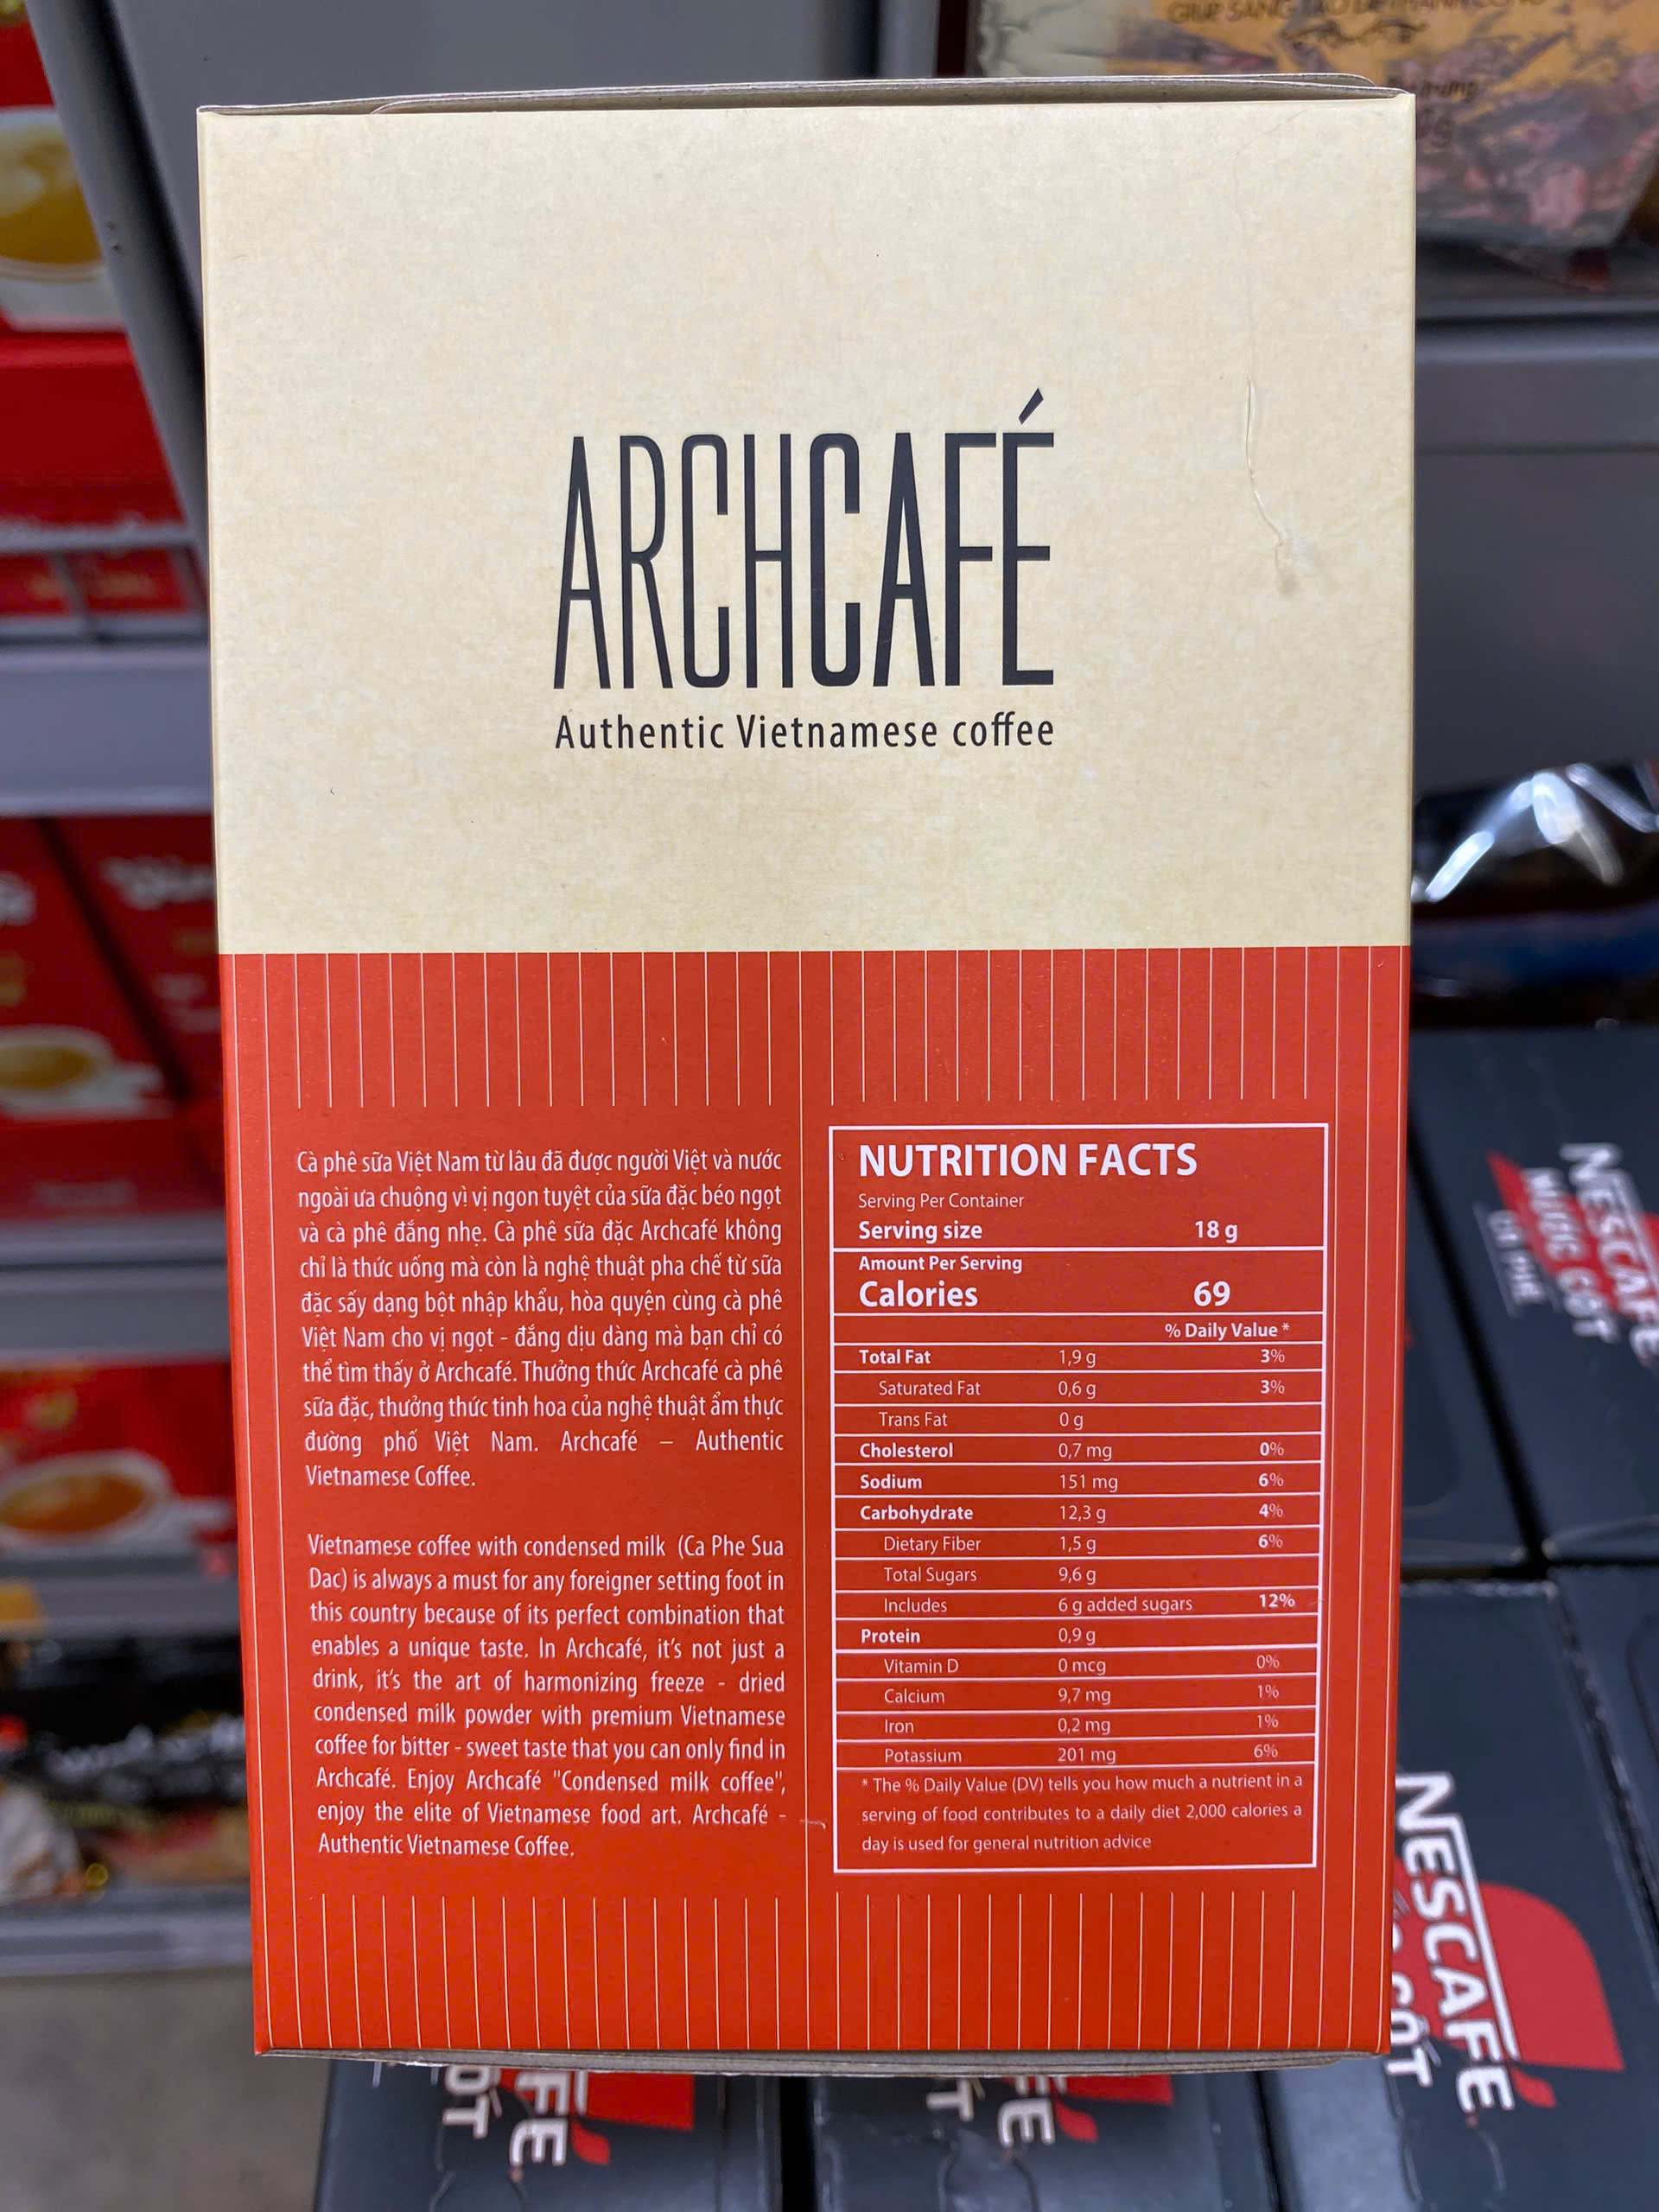 GIÚP SÁNG TẠO
ARCHCAFÉ
Authentic Vietnamese coffee
Cà phê sữa Việt Nam từ lâu đã được người Việt và nước
ngoài ưa chuộng vì vị ngon tuyệt của sữa đặc béo ngọt
và cà phê đắng nhẹ. Cà phê sữa đặc Archcafé không
chỉ là thức uống mà còn là nghệ thuật pha chế từ sữa
đặc sấy dạng bột nhập khẩu, hòa quyện cùng cà phê
Việt Nam cho vị ngọt - đắng dịu dàng mà bạn chỉ có
thể tìm thấy ở Archcafé. Thưởng thức Archcafé cà phê
sữa đặc, thưởng thức tinh hoa của nghệ thuật ẩm thực
đường phố Việt Nam. Archcafé – Authentic
Vietnamese Coffee.
Vietnamese coffee with condensed milk (Ca Phe Sua
Dac) is always a must for any foreigner setting foot in
this country because of its perfect combination that
enables a unique taste. In Archcafé, it's not just a
drink, it's the art of harmonizing freeze - dried
condensed milk powder with premium Vietnamese
coffee for bitter - sweet taste that you can only find in
Archcafé. Enjoy Archcafé "Condensed milk coffee",
enjoy the elite of Vietnamese food art. Archcafé -
Authentic Vietnamese Coffee.
NUTRITION FACTS
Serving Per Container
Serving size 18 g
Amount Per Serving
Calories 69
% Daily Value *
Total Fat 1,9 g 3%
Saturated Fat 0,6 g 3%
Trans Fat 0 g
Cholesterol 0,7 mg 0%
Sodium 151 mg 6%
Carbohydrate 12,3 g 4%
Dietary Fiber 1,5 g 6%
Total Sugars 9,6 g
Includes 6 g added sugars 12%
Protein 0,9 g
Vitamin D 0 mcg 0%
Calcium 9,7 mg 1%
Iron 0,2 mg 1%
Potassium 201 mg 6%
* The % Daily Value (DV) tells you how much a nutrient in a
serving of food contributes to a daily diet 2,000 calories a
day is used for general nutrition advice
NESCAFÉ
NESCAFÉ